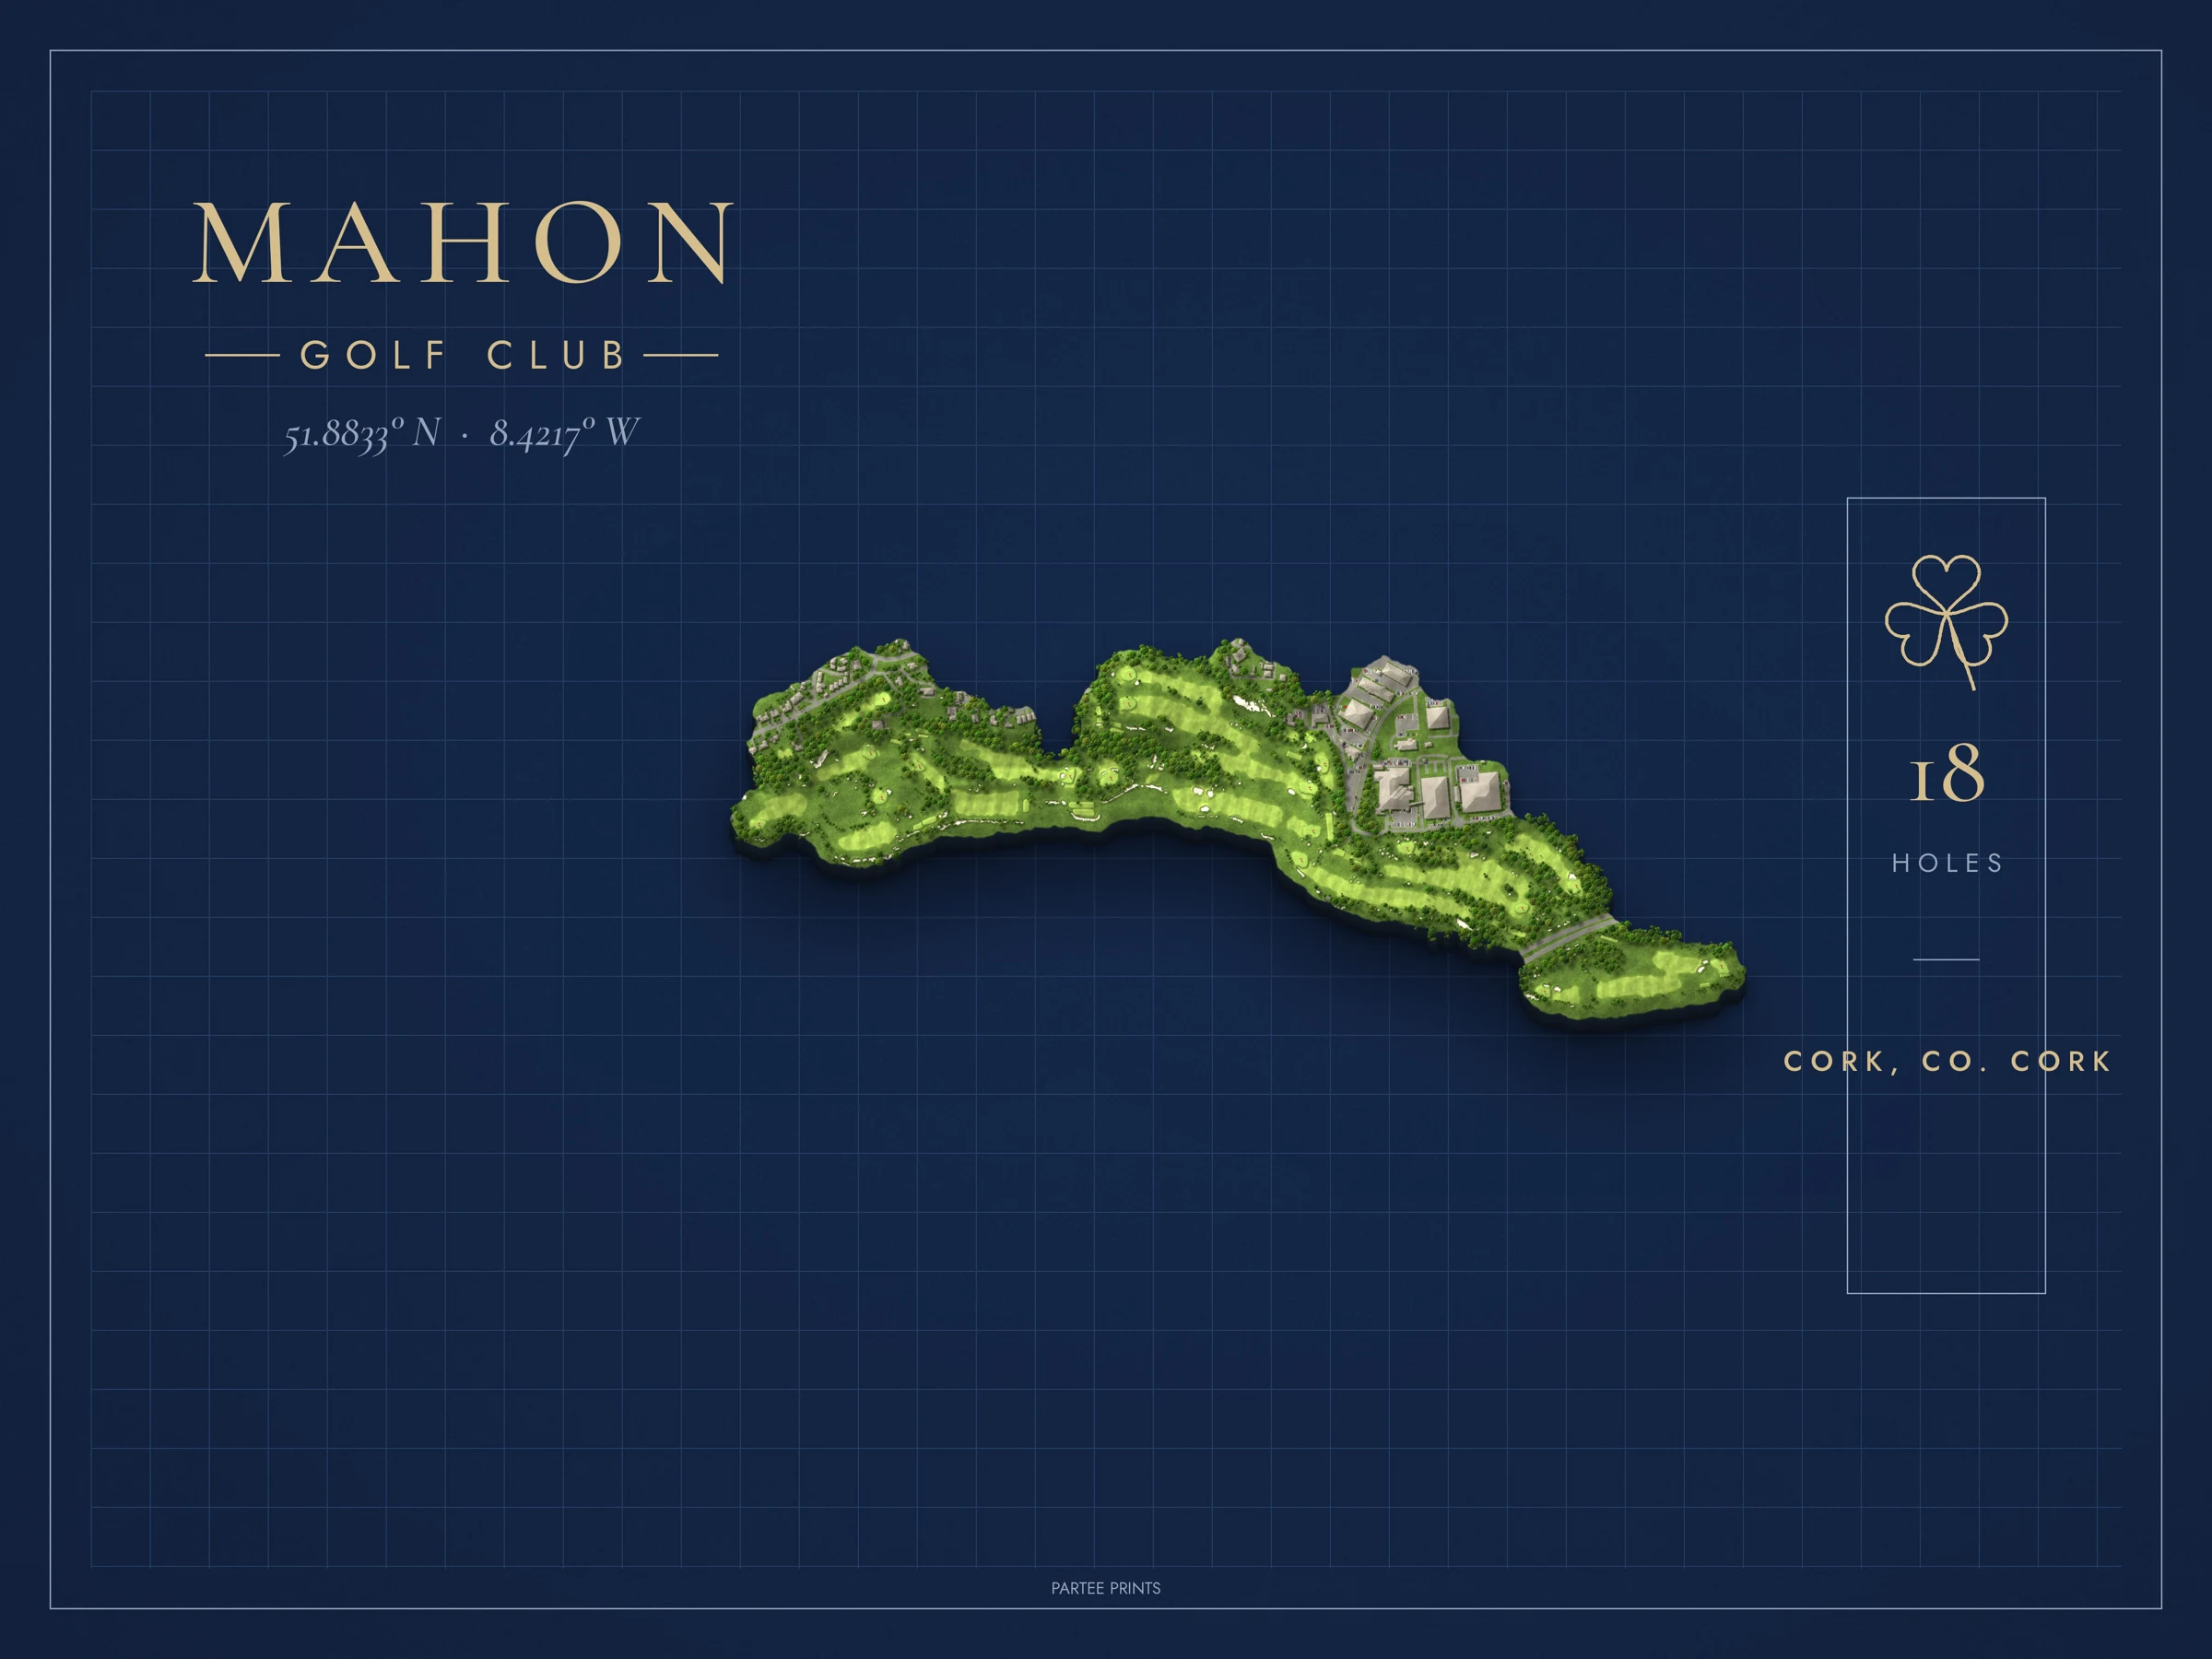 MAHON
GOLF CLUB
51.8833° N · 8.4217° W
18
HOLES
CORK, CO. CORK
PARTEE PRINTS